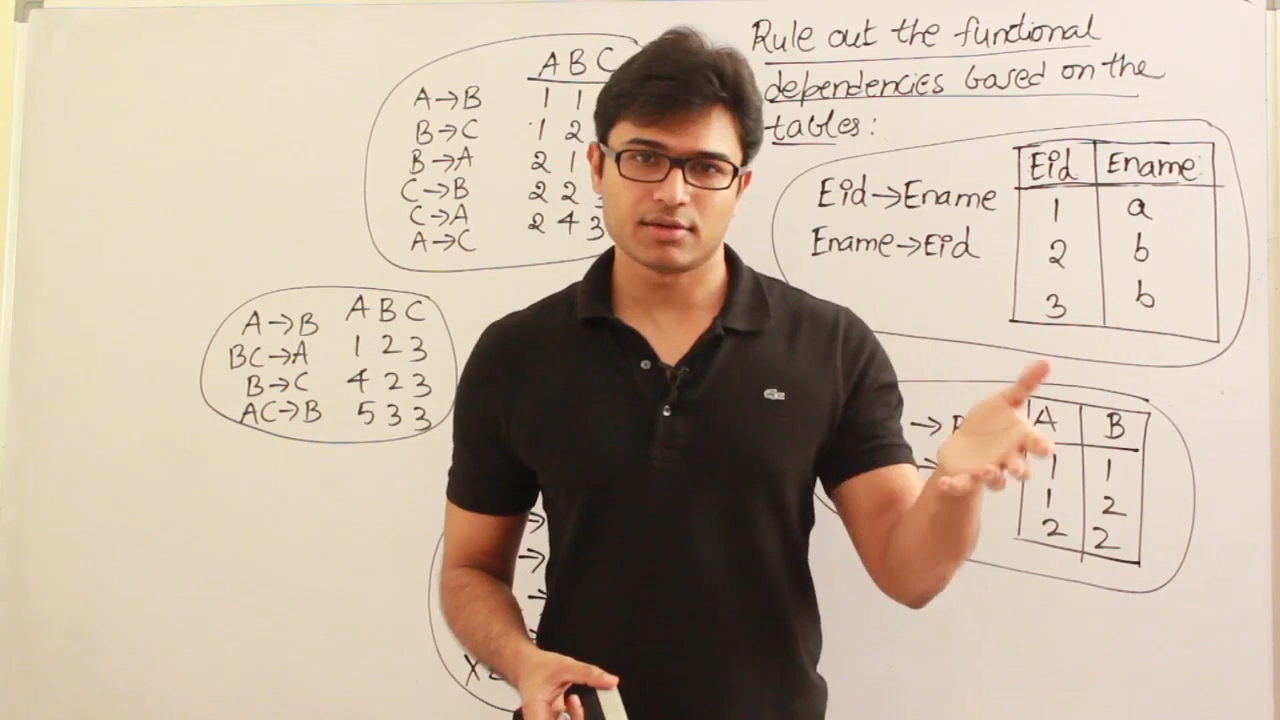 Rule out the functional
dependencies based on the
tables:
Eid→Ename
Ename→Eid
Eid Ename
1 a
2 b
3 b
A→B
B→C
B→A
C→B
C→A
A→C
A B C
1 1
1 2
2 1
2 2
2 4 3
A→B
BC→A
B→C
AC→B
A B C
1 2 3
4 2 3
5 3 3
→
A B
1 1
1 2
2 2
→
→
→
X